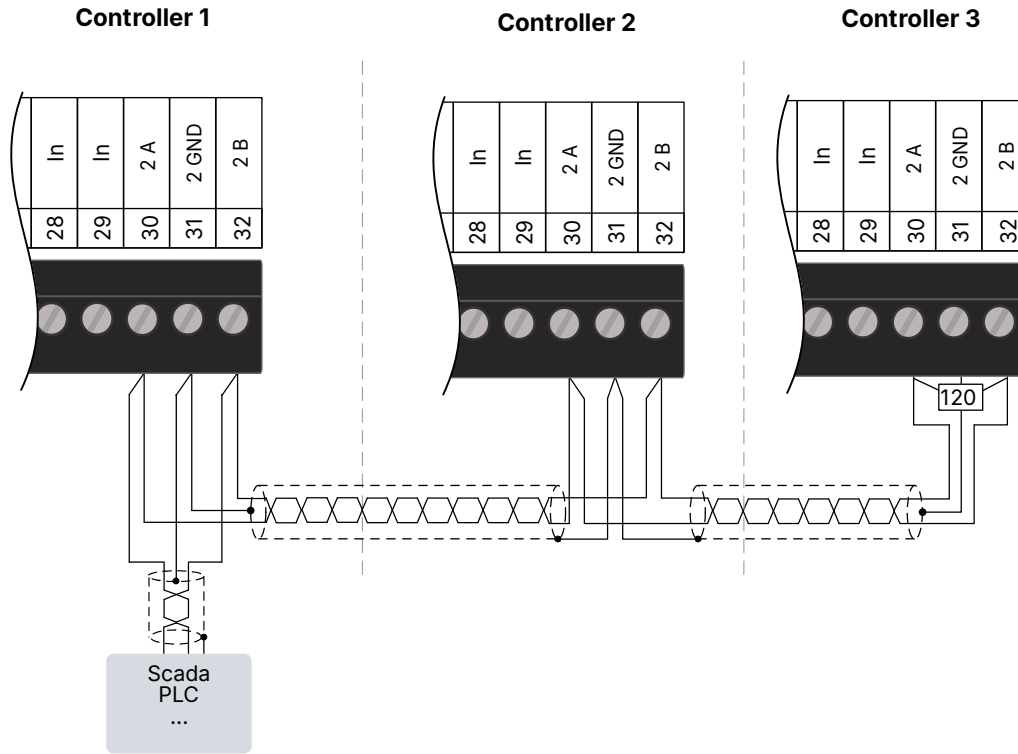 Controller 1
Controller 2
Controller 3
In
In
2 A
2 GND
2 B
28
29
30
31
32
In
In
2 A
2 GND
2 B
28
29
30
31
32
In
In
2 A
2 GND
2 B
28
29
30
31
32
120
Scada
PLC
...